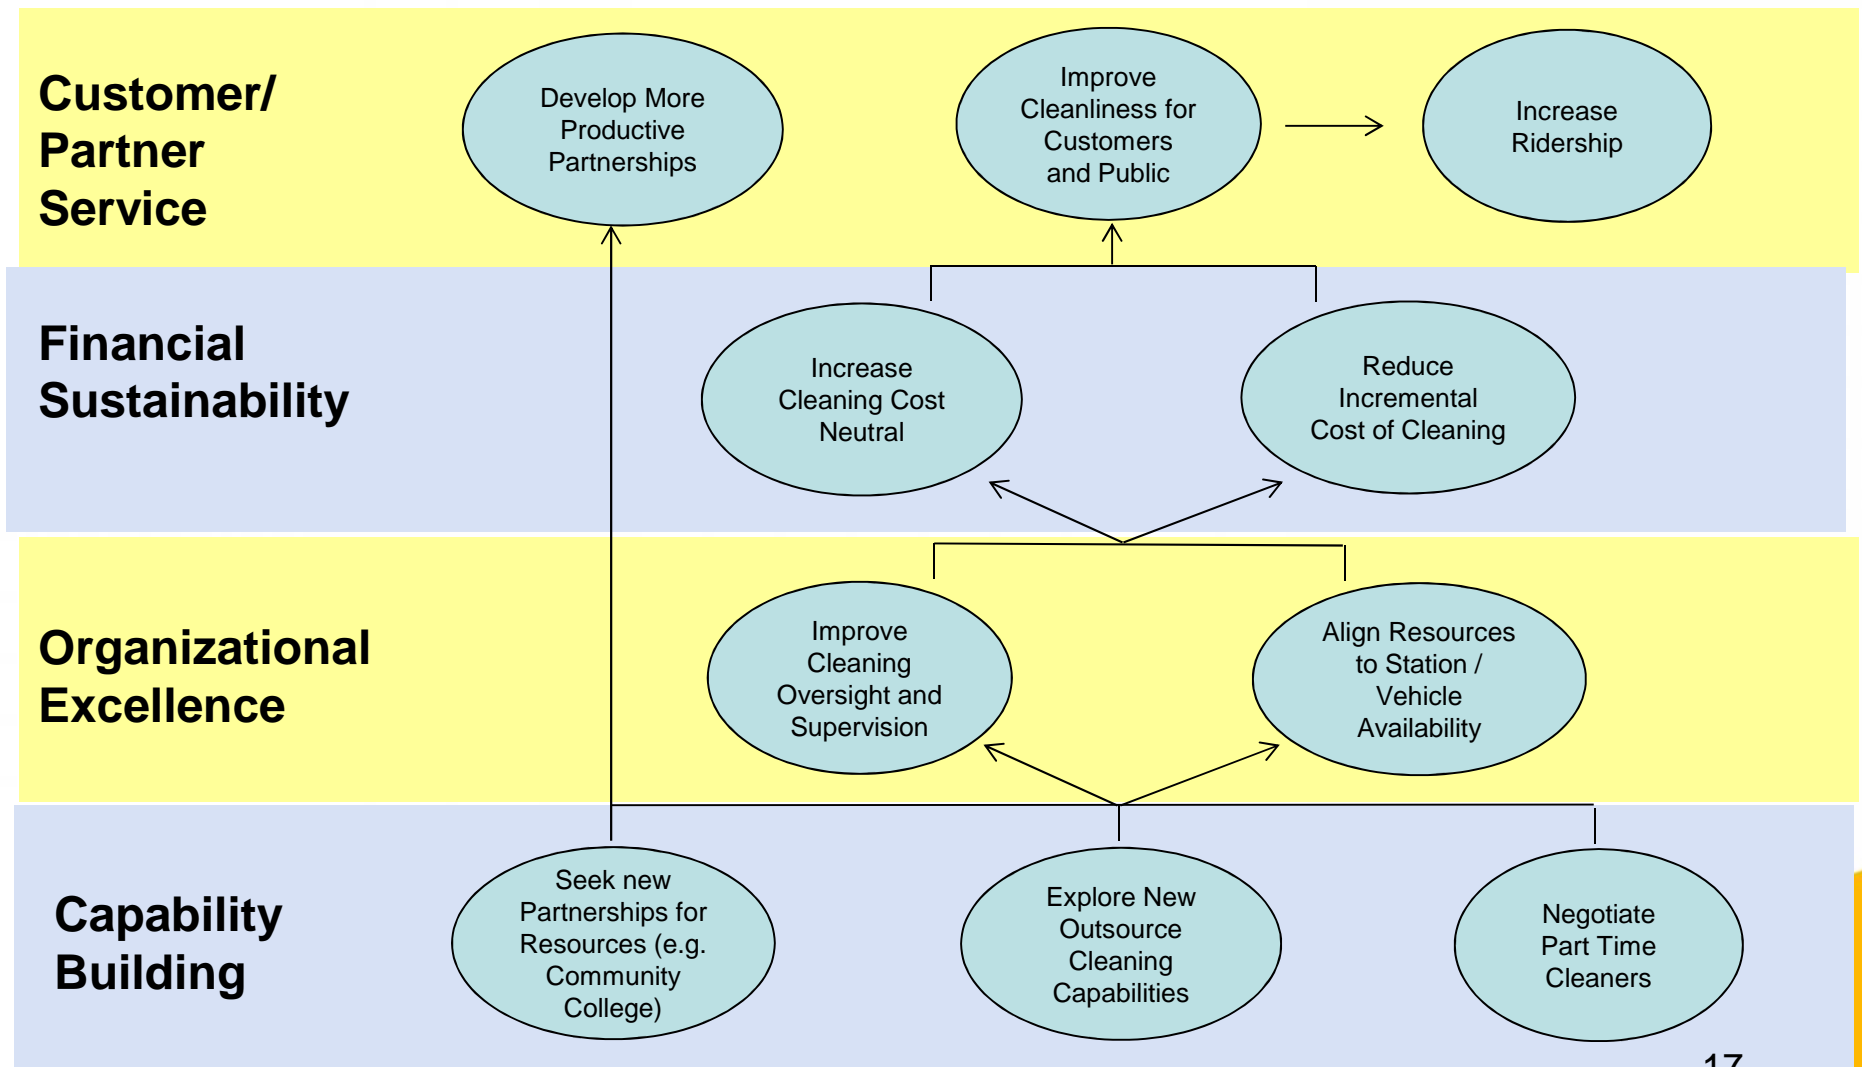 Customer/
Partner
Service
Develop More
Productive
Partnerships
Improve
Cleanliness for
Customers
and Public
Increase
Ridership
Financial
Sustainability
Increase
Cleaning Cost
Neutral
Reduce
Incremental
Cost of Cleaning
Organizational
Excellence
Improve
Cleaning
Oversight and
Supervision
Align Resources
to Station /
Vehicle
Availability
Capability
Building
Seek new
Partnerships for
Resources (e.g.
Community
College)
Explore New
Outsource
Cleaning
Capabilities
Negotiate
Part Time
Cleaners
17